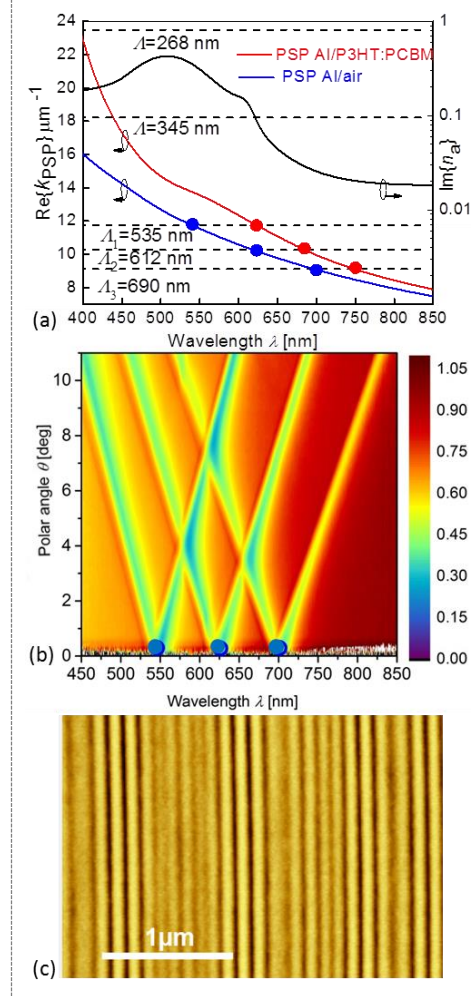 24
22
20
18
16
14
12
10
8
Re{k_PSP} μm⁻¹
Λ=268 nm
PSP Al/P3HT:PCBM
PSP Al/air
Λ=345 nm
Λ₁=535 nm
Λ₂=612 nm
Λ₃=690 nm
1
0.1
0.01
Im{n_a}
400 450 500 550 600 650 700 750 800 850
(a)
Wavelength λ [nm]
10
8
6
4
2
0
Polar angle θ [deg]
1.05
0.90
0.75
0.60
0.45
0.30
0.15
0.00
(b)
450 500 550 600 650 700 750 800 850
Wavelength λ [nm]
1μm
(c)